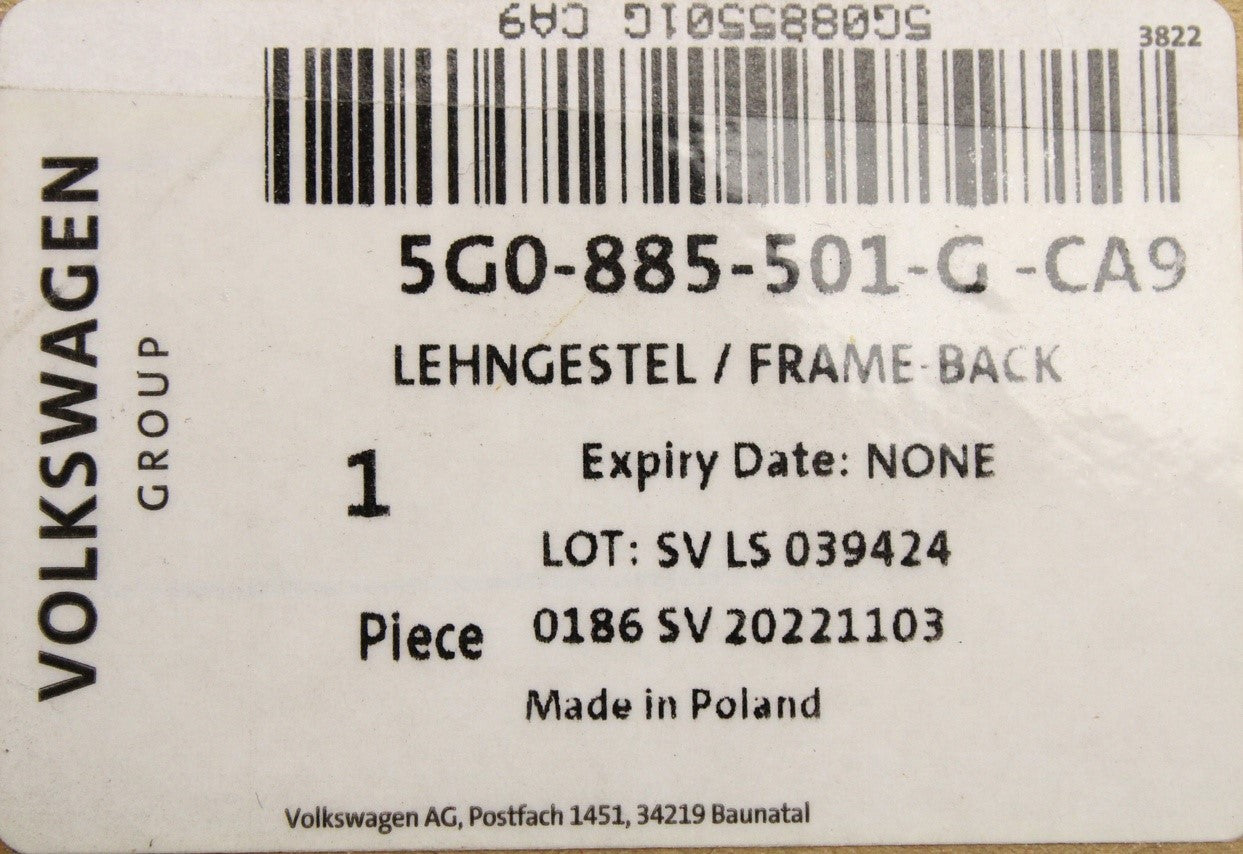 5G0885501G CA9
3822
5G0-885-501-G -CA9
LEHNGESTEL / FRAME-BACK
1
Expiry Date: NONE
LOT: SV LS 039424
Piece
0186 SV 20221103
Made in Poland
VOLKSWAGEN
GROUP
Volkswagen AG, Postfach 1451, 34219 Baunatal